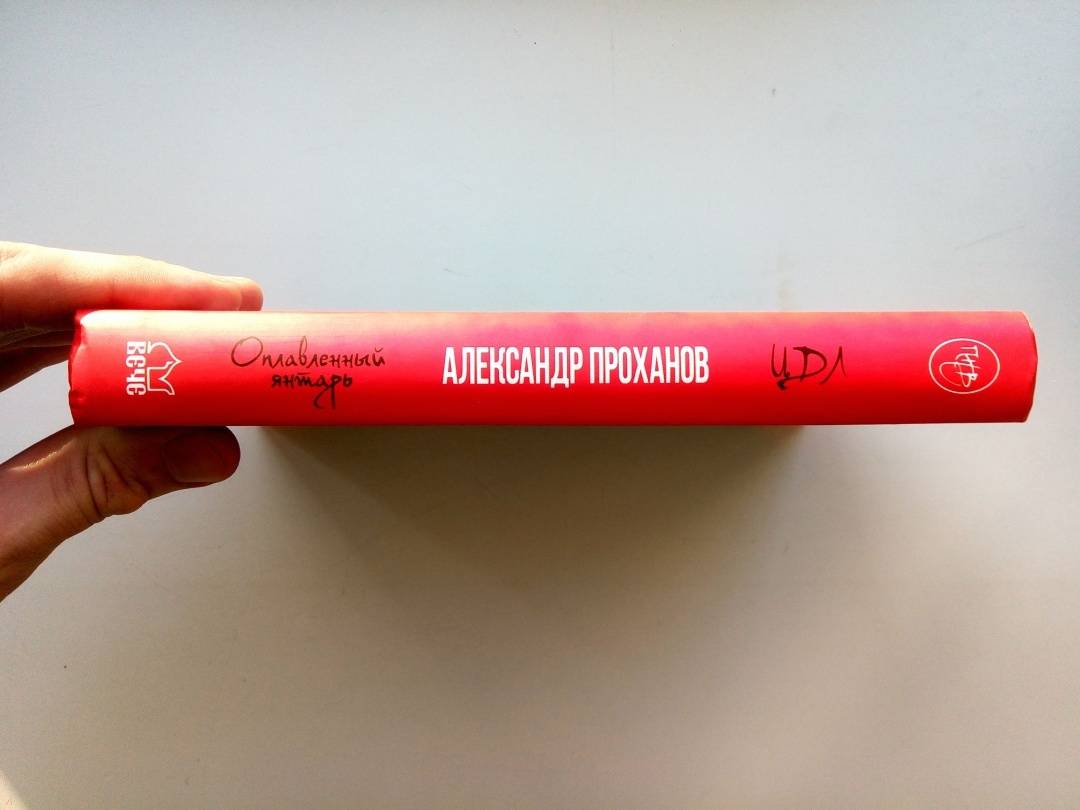 ВЕЧЕ
Оплавленный
янтарь
АЛЕКСАНДР ПРОХАНОВ
ЦДЛ